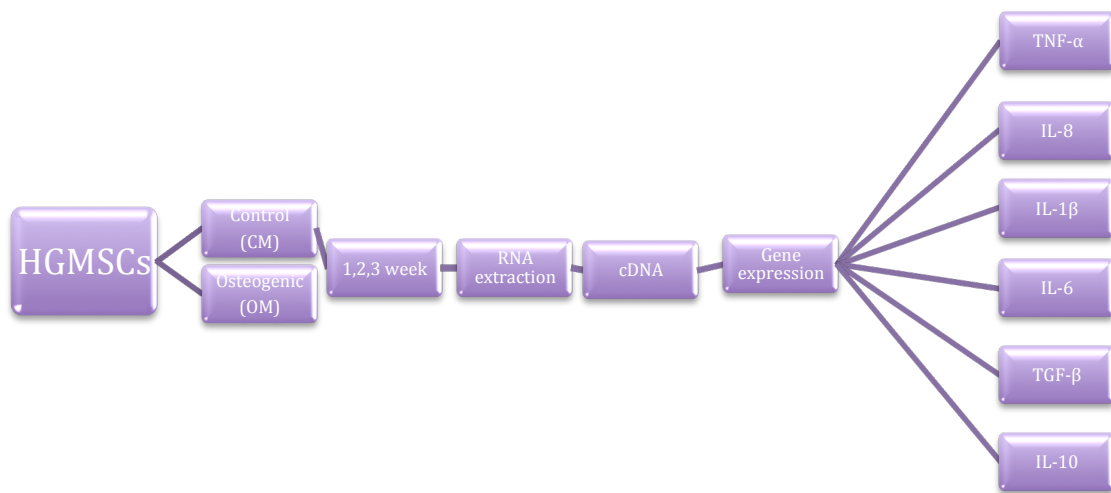 HGMSCs
Control
(CM)
Osteogenic
(OM)
1,2,3 week
RNA
extraction
cDNA
Gene
expression
TNF-α
IL-8
IL-1β
IL-6
TGF-β
IL-10